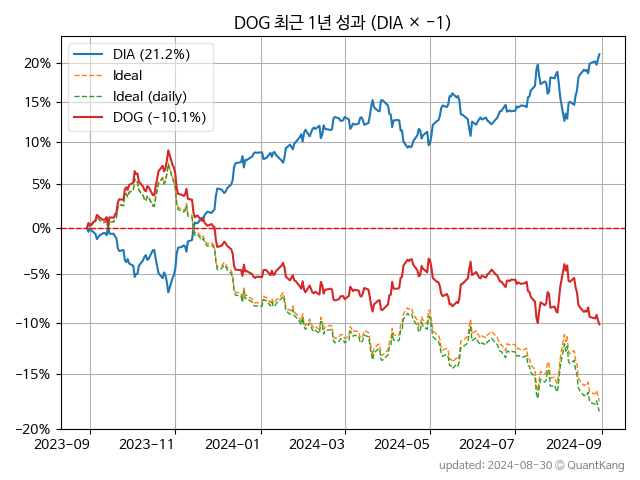 DOG 최근 1년 성과 (DIA × −1)
DIA (21.2%)
Ideal
Ideal (daily)
DOG (−10.1%)
20%
15%
10%
5%
0%
−5%
−10%
−15%
−20%
2023−09
2023−11
2024−01
2024−03
2024−05
2024−07
2024−09
updated: 2024-08-30 © QuantKang